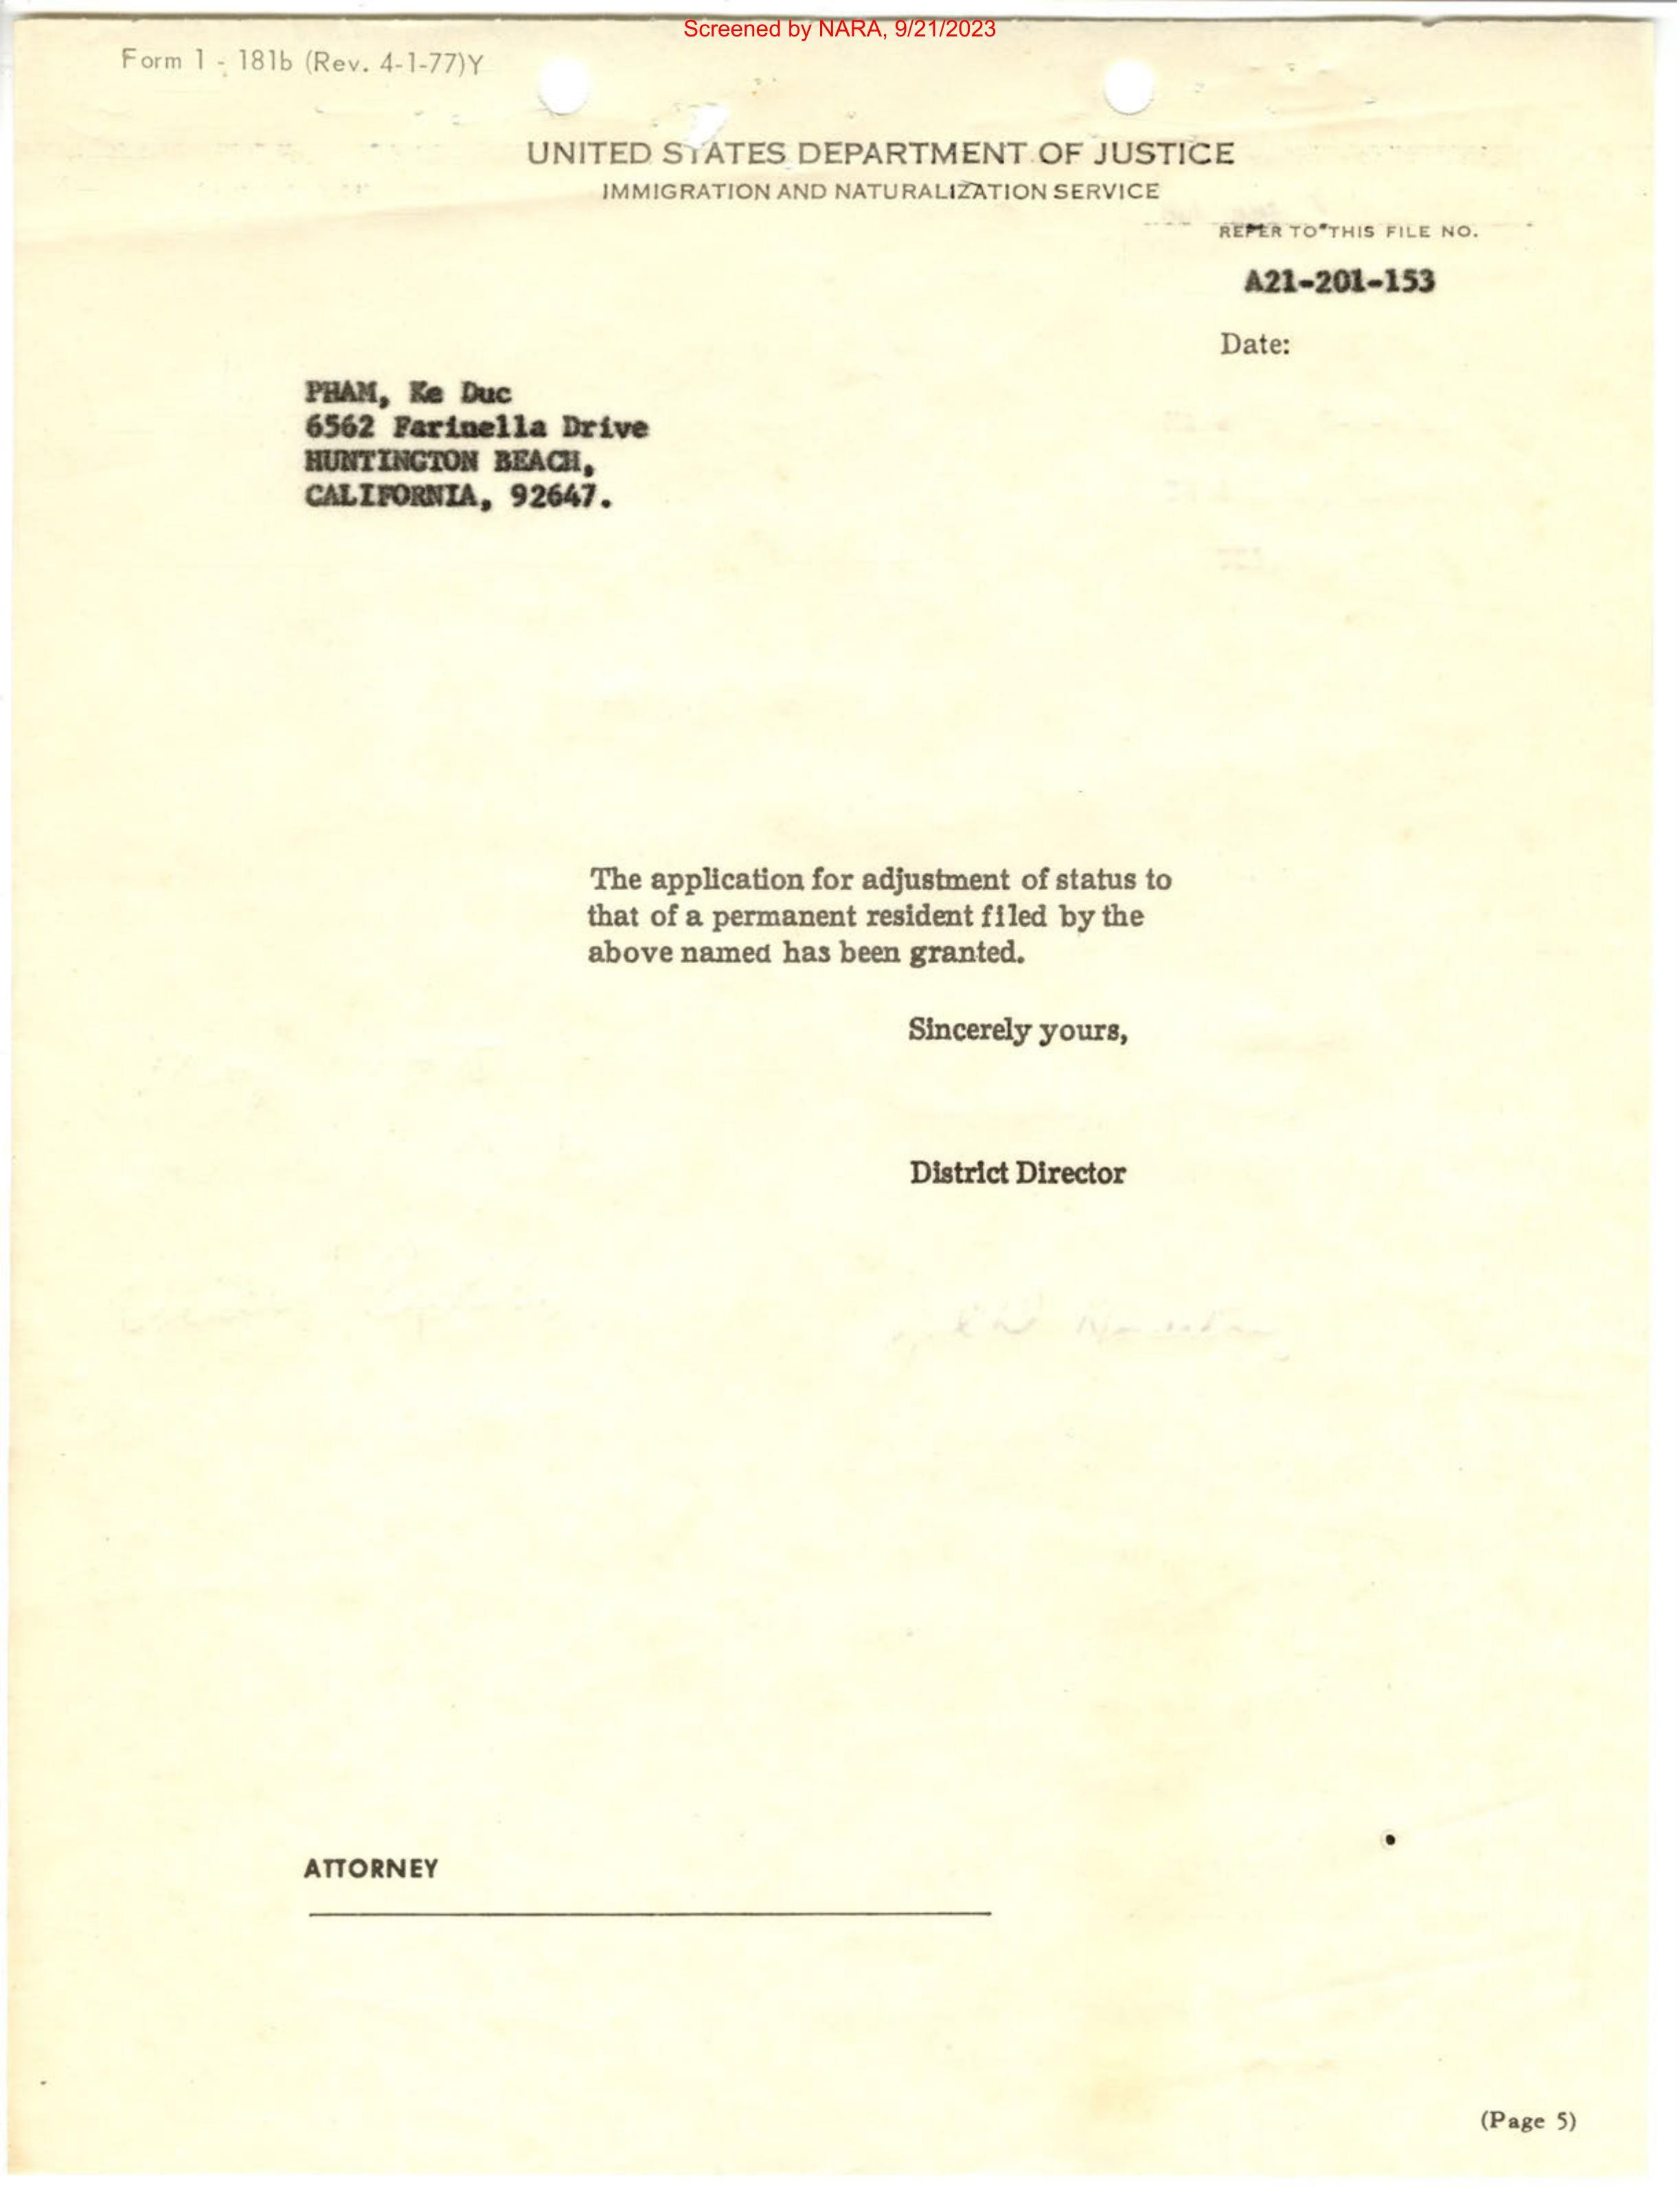 Screened by NARA, 9/21/2023
Form 1 - 181b (Rev. 4-1-77)Y
UNITED STATES DEPARTMENT OF JUSTICE
IMMIGRATION AND NATURALIZATION SERVICE
REFER TO THIS FILE NO.
A21-201-153
Date:
PHAM, Ke Duc
6562 Farinella Drive
HUNTINGTON BEACH,
CALIFORNIA, 92647.
The application for adjustment of status to
that of a permanent resident filed by the
above named has been granted.
Sincerely yours,
District Director
ATTORNEY
(Page 5)